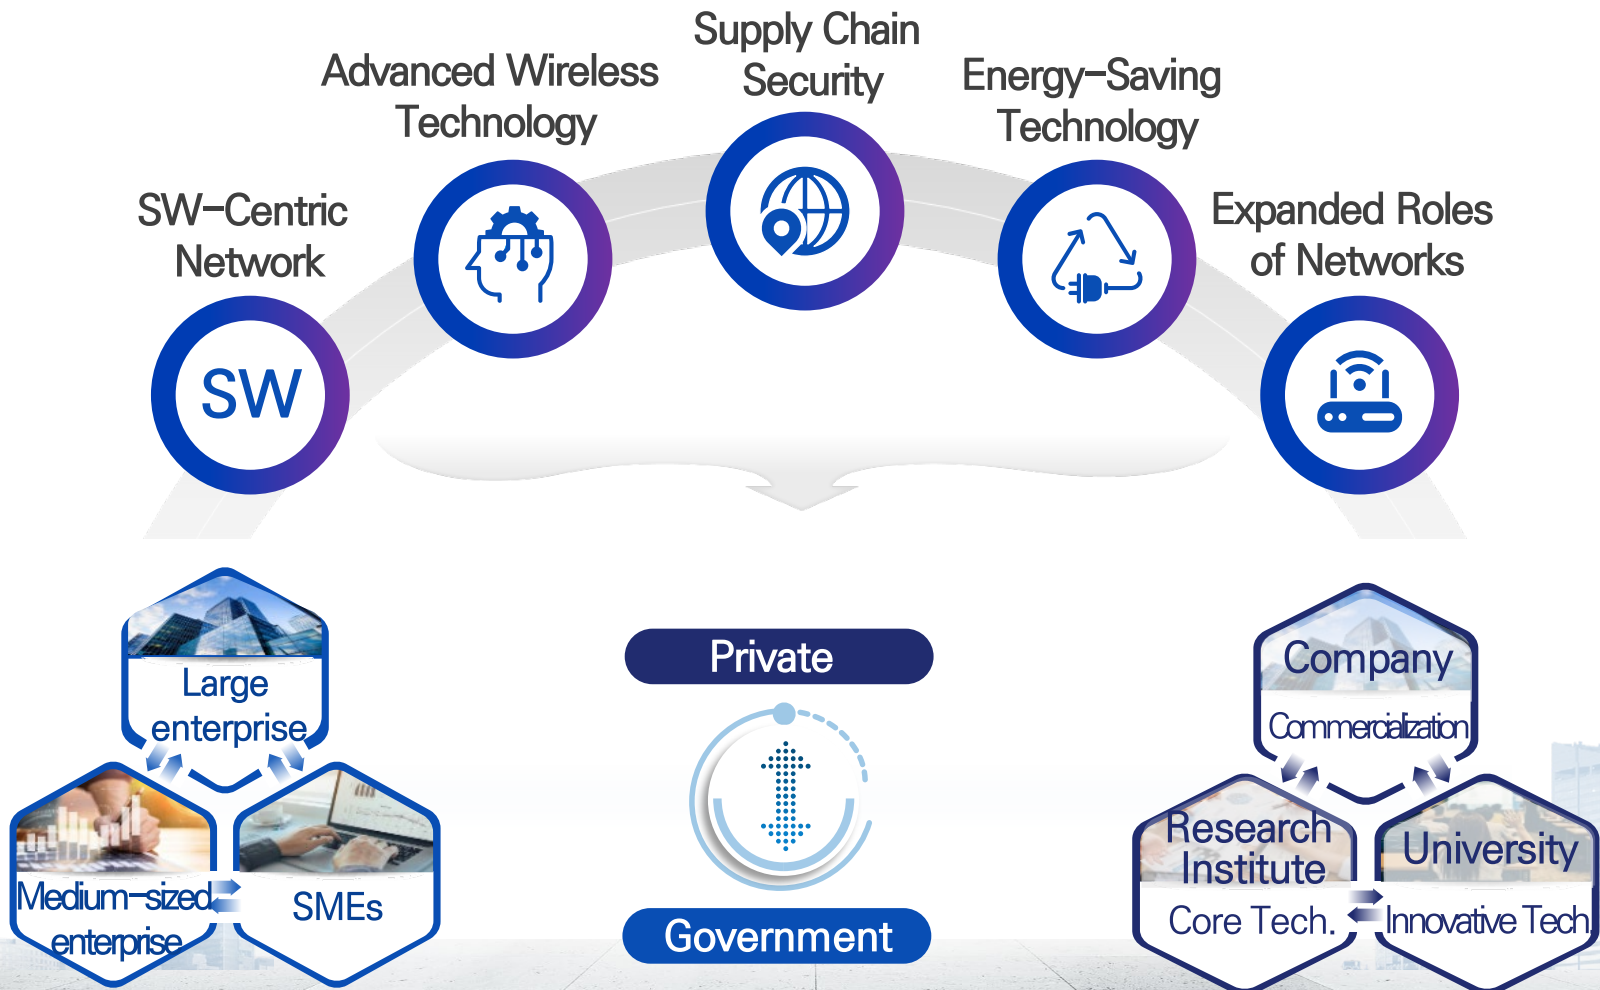 Supply Chain
Security
Advanced Wireless
Technology
Energy-Saving
Technology
SW-Centric
Network
Expanded Roles
of Networks
SW
Large
enterprise
Medium-sized
enterprise
SMEs
Private
Government
Company
Commercialization
Research
Institute
Core Tech.
University
Innovative Tech.